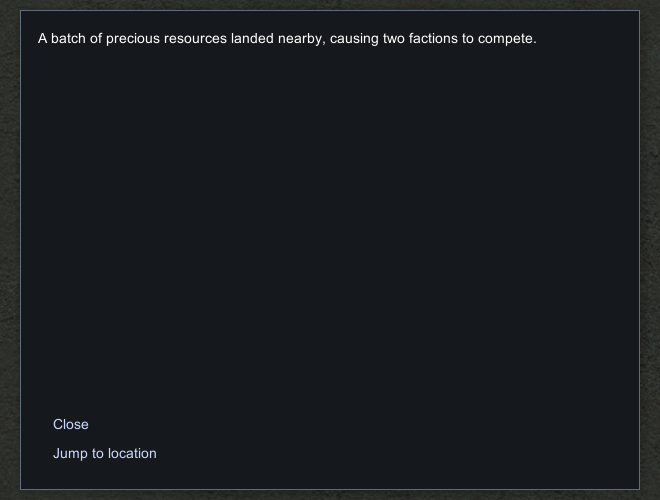 A batch of precious resources landed nearby, causing two factions to compete.
Close
Jump to location